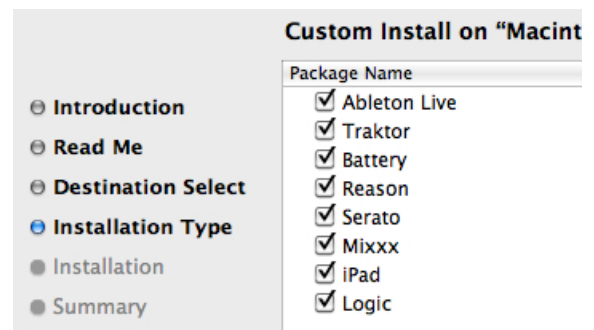 Custom Install on “Macint
Package Name
Introduction
Read Me
Destination Select
Installation Type
Installation
Summary
Ableton Live
Traktor
Battery
Reason
Serato
Mixxx
iPad
Logic